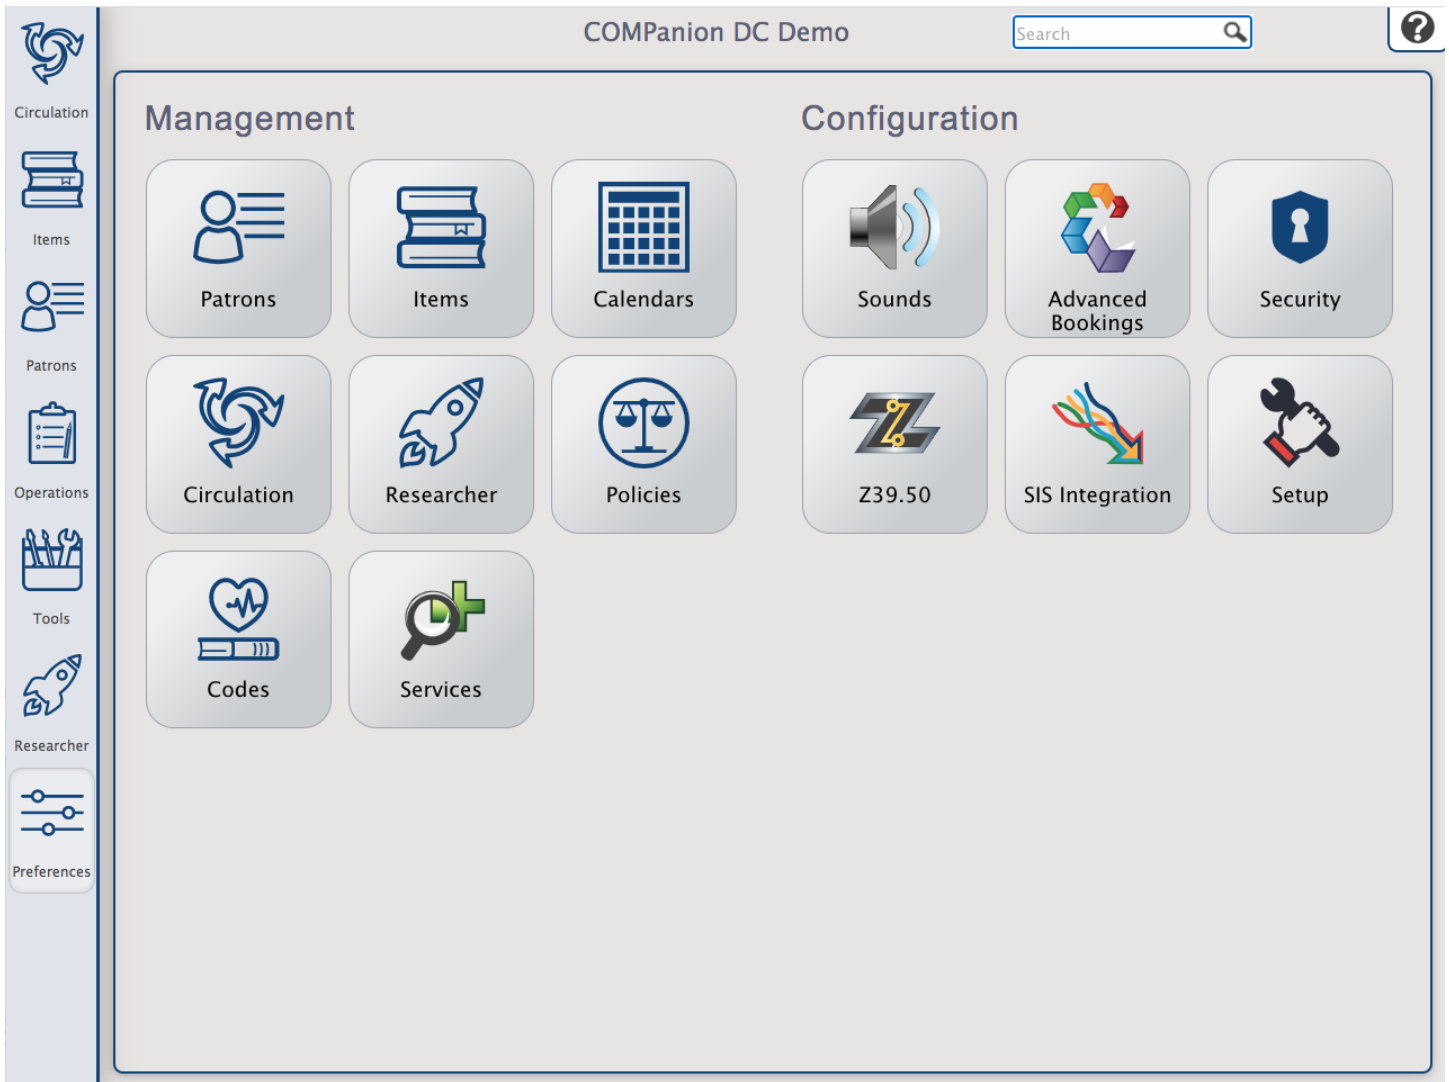 COMPanion DC Demo
Search
Circulation
Items
Patrons
Operations
Tools
Researcher
Preferences
Management
Patrons
Items
Calendars
Circulation
Researcher
Policies
Codes
Services
Configuration
Sounds
Advanced
Bookings
Security
Z39.50
SIS Integration
Setup